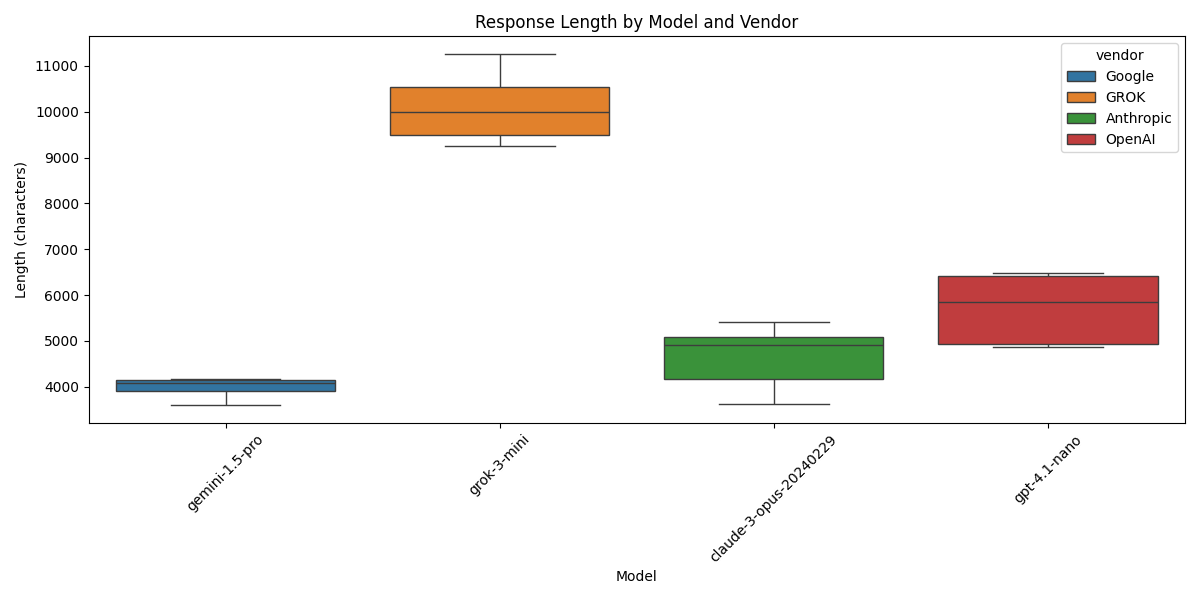 Response Length by Model and Vendor
vendor
Google
GROK
Anthropic
OpenAI
Length (characters)
11000
10000
9000
8000
7000
6000
5000
4000
gemini-1.5-pro
grok-3-mini
claude-3-opus-20240229
gpt-4.1-nano
Model